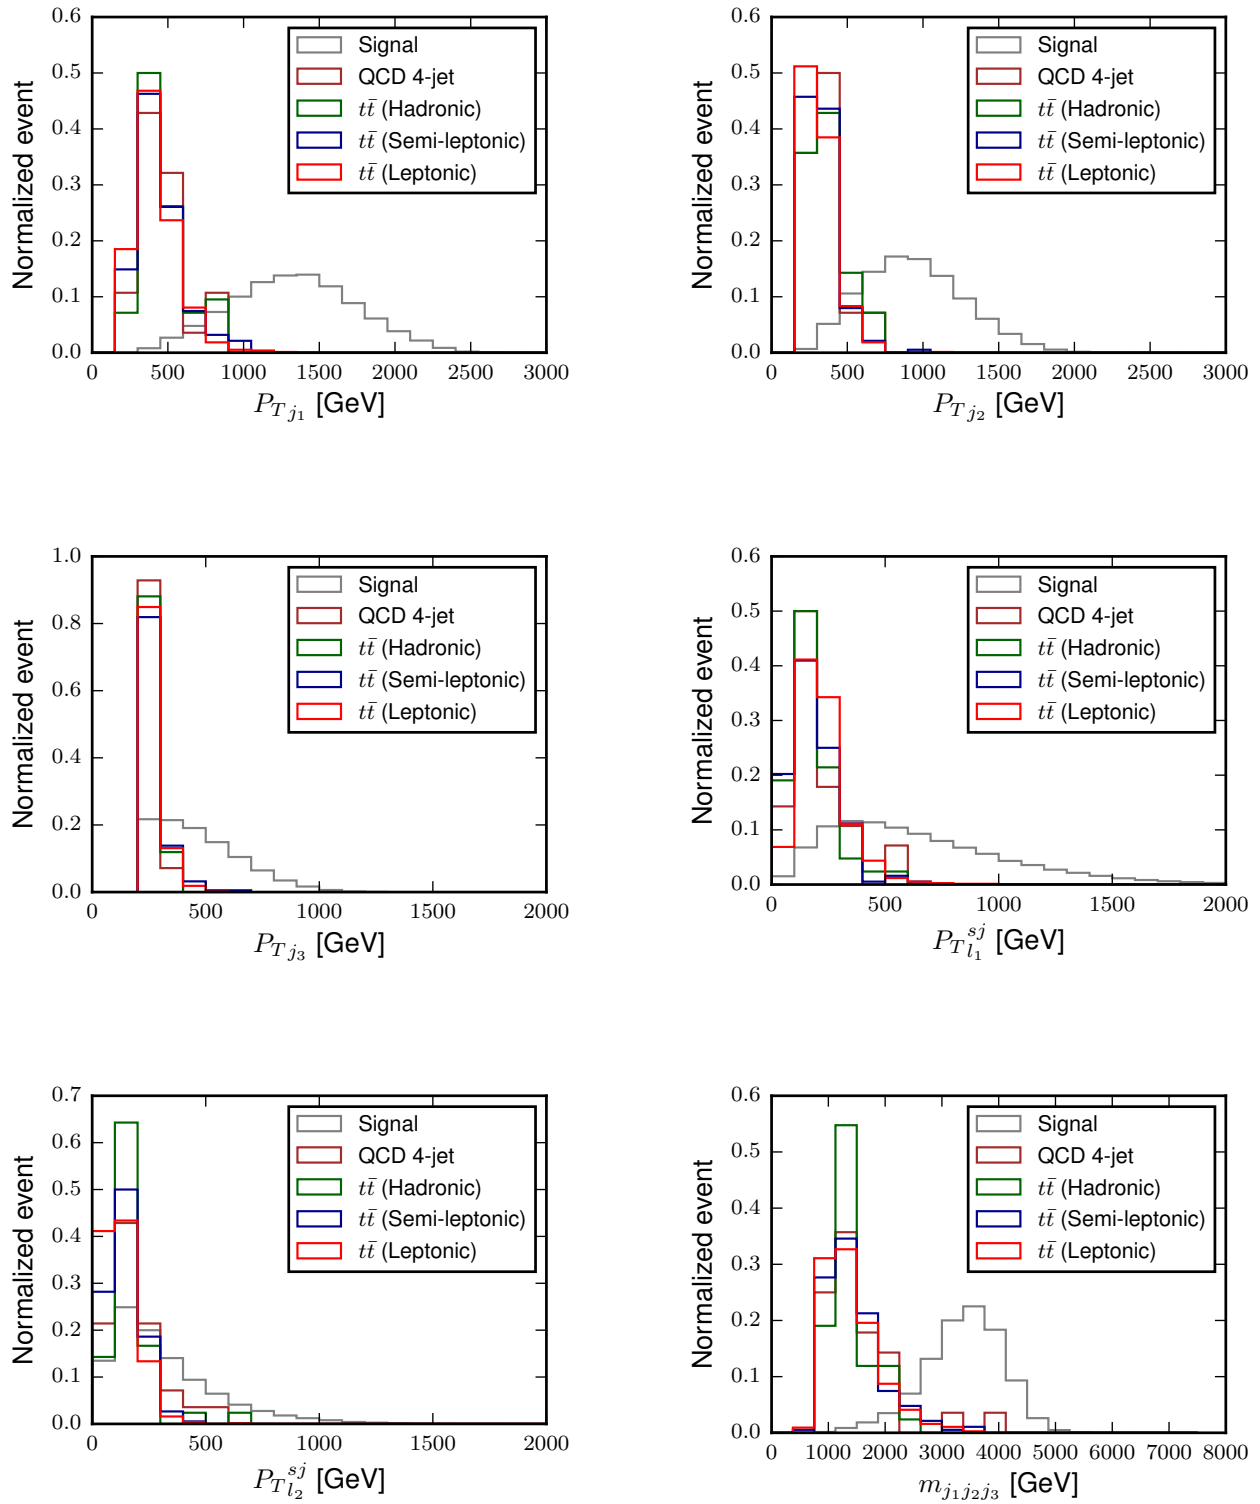 0.6
0.5
0.4
0.3
0.2
0.1
0.0
Normalized event
Signal
QCD 4-jet
tt̄ (Hadronic)
tt̄ (Semi-leptonic)
tt̄ (Leptonic)
0 500 1000 1500 2000 2500 3000
P_{T j_1} [GeV]
0.6
0.5
0.4
0.3
0.2
0.1
0.0
Normalized event
Signal
QCD 4-jet
tt̄ (Hadronic)
tt̄ (Semi-leptonic)
tt̄ (Leptonic)
0 500 1000 1500 2000 2500 3000
P_{T j_2} [GeV]
1.0
0.8
0.6
0.4
0.2
0.0
Normalized event
Signal
QCD 4-jet
tt̄ (Hadronic)
tt̄ (Semi-leptonic)
tt̄ (Leptonic)
0 500 1000 1500 2000
P_{T j_3} [GeV]
0.6
0.5
0.4
0.3
0.2
0.1
0.0
Normalized event
Signal
QCD 4-jet
tt̄ (Hadronic)
tt̄ (Semi-leptonic)
tt̄ (Leptonic)
0 500 1000 1500 2000
P_{T l_1}^{sj} [GeV]
0.7
0.6
0.5
0.4
0.3
0.2
0.1
0.0
Normalized event
Signal
QCD 4-jet
tt̄ (Hadronic)
tt̄ (Semi-leptonic)
tt̄ (Leptonic)
0 500 1000 1500 2000
P_{T l_2}^{sj} [GeV]
0.6
0.5
0.4
0.3
0.2
0.1
0.0
Normalized event
Signal
QCD 4-jet
tt̄ (Hadronic)
tt̄ (Semi-leptonic)
tt̄ (Leptonic)
0 1000 2000 3000 4000 5000 6000 7000 8000
m_{j_1 j_2 j_3} [GeV]